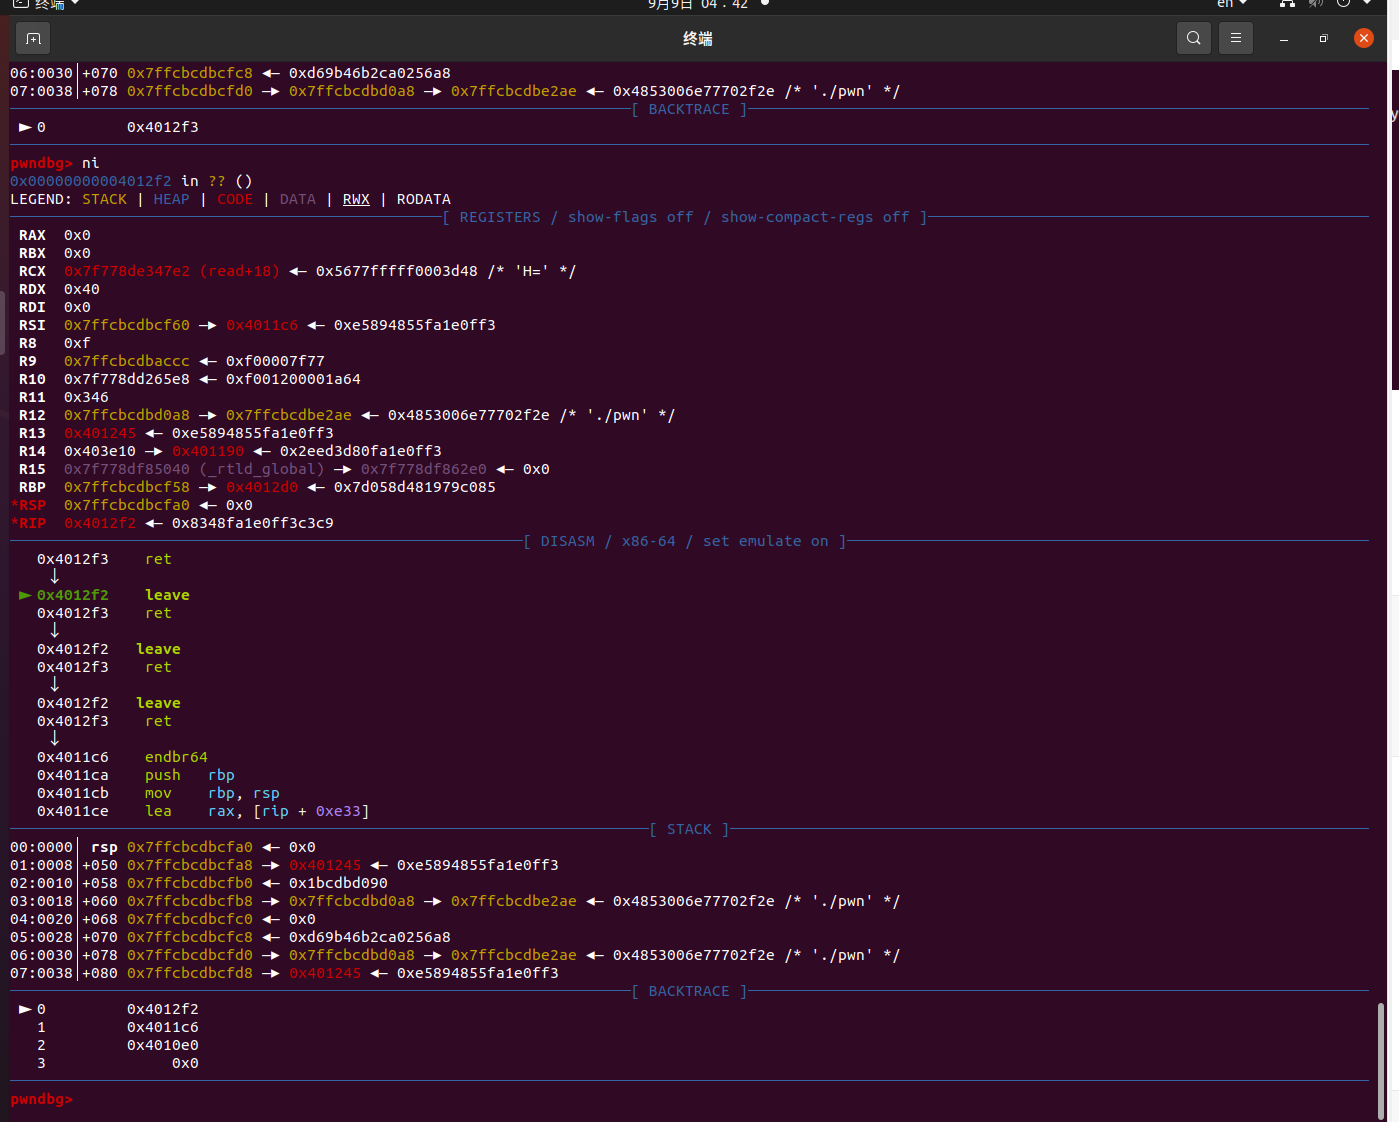 终端
9月9日 04：42
en
终端
06:0030│+070 0x7ffcbcdbcfc8 ◂— 0xd69b46b2ca0256a8
07:0038│+078 0x7ffcbcdbcfd0 —▸ 0x7ffcbcdbd0a8 —▸ 0x7ffcbcdbe2ae ◂— 0x4853006e77702f2e /* './pwn' */
[ BACKTRACE ]
► 0 0x4012f3
pwndbg> ni
0x00000000004012f2 in ?? ()
LEGEND: STACK | HEAP | CODE | DATA | RWX | RODATA
[ REGISTERS / show-flags off / show-compact-regs off ]
RAX 0x0
RBX 0x0
RCX 0x7f778de347e2 (read+18) ◂— 0x5677fffff0003d48 /* 'H=' */
RDX 0x40
RDI 0x0
RSI 0x7ffcbcdbcf60 —▸ 0x4011c6 ◂— 0xe5894855fa1e0ff3
R8 0xf
R9 0x7ffcbcdbaccc ◂— 0xf00007f77
R10 0x7f778dd265e8 ◂— 0xf001200001a64
R11 0x346
R12 0x7ffcbcdbd0a8 —▸ 0x7ffcbcdbe2ae ◂— 0x4853006e77702f2e /* './pwn' */
R13 0x401245 ◂— 0xe5894855fa1e0ff3
R14 0x403e10 —▸ 0x401190 ◂— 0x2eed3d80fa1e0ff3
R15 0x7f778df85040 (_rtld_global) —▸ 0x7f778df862e0 ◂— 0x0
RBP 0x7ffcbcdbcf58 —▸ 0x4012d0 ◂— 0x7d058d481979c085
*RSP 0x7ffcbcdbcfa0 ◂— 0x0
*RIP 0x4012f2 ◂— 0x8348fa1e0ff3c3c9
[ DISASM / x86-64 / set emulate on ]
0x4012f3 ret
↓
► 0x4012f2 leave
0x4012f3 ret
↓
0x4012f2 leave
0x4012f3 ret
↓
0x4012f2 leave
0x4012f3 ret
↓
0x4011c6 endbr64
0x4011ca push rbp
0x4011cb mov rbp, rsp
0x4011ce lea rax, [rip + 0xe33]
[ STACK ]
00:0000│ rsp 0x7ffcbcdbcfa0 ◂— 0x0
01:0008│+050 0x7ffcbcdbcfa8 —▸ 0x401245 ◂— 0xe5894855fa1e0ff3
02:0010│+058 0x7ffcbcdbcfb0 ◂— 0x1bcdbd090
03:0018│+060 0x7ffcbcdbcfb8 —▸ 0x7ffcbcdbd0a8 —▸ 0x7ffcbcdbe2ae ◂— 0x4853006e77702f2e /* './pwn' */
04:0020│+068 0x7ffcbcdbcfc0 ◂— 0x0
05:0028│+070 0x7ffcbcdbcfc8 ◂— 0xd69b46b2ca0256a8
06:0030│+078 0x7ffcbcdbcfd0 —▸ 0x7ffcbcdbd0a8 —▸ 0x7ffcbcdbe2ae ◂— 0x4853006e77702f2e /* './pwn' */
07:0038│+080 0x7ffcbcdbcfd8 —▸ 0x401245 ◂— 0xe5894855fa1e0ff3
[ BACKTRACE ]
► 0 0x4012f2
1 0x4011c6
2 0x4010e0
3 0x0
pwndbg>